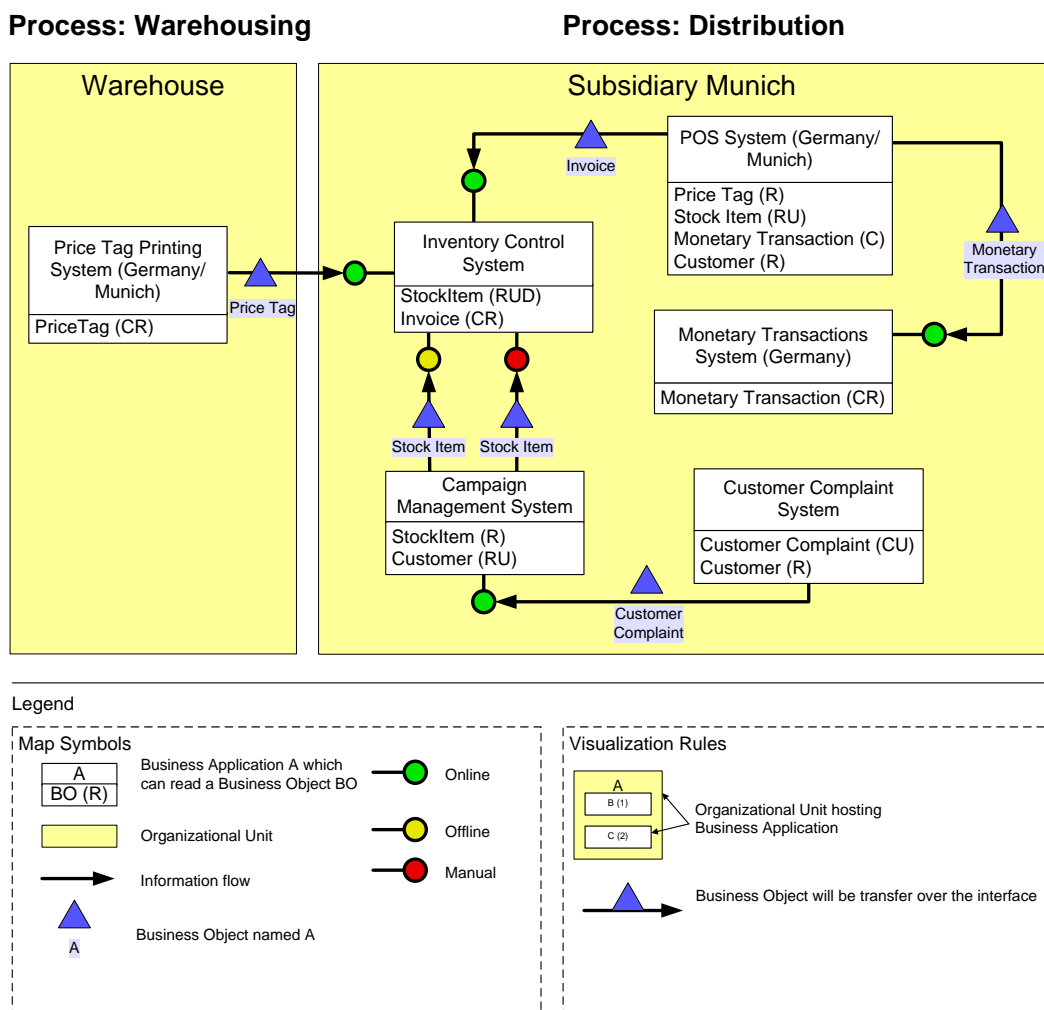 Process: Warehousing
Process: Distribution
Warehouse
Subsidiary Munich
Price Tag Printing
System (Germany/
Munich)
PriceTag (CR)
Price Tag
Inventory Control
System
StockItem (RUD)
Invoice (CR)
Invoice
POS System (Germany/
Munich)
Price Tag (R)
Stock Item (RU)
Monetary Transaction (C)
Customer (R)
Monetary
Transaction
Monetary Transactions
System (Germany)
Monetary Transaction (CR)
Stock Item
Stock Item
Campaign
Management System
StockItem (R)
Customer (RU)
Customer Complaint
System
Customer Complaint (CU)
Customer (R)
Customer
Complaint
Legend
Map Symbols
A
BO (R)
Business Application A which
can read a Business Object BO
Organizational Unit
Information flow
A
Business Object named A
Online
Offline
Manual
Visualization Rules
A
B (1)
C (2)
Organizational Unit hosting
Business Application
Business Object will be transfer over the interface